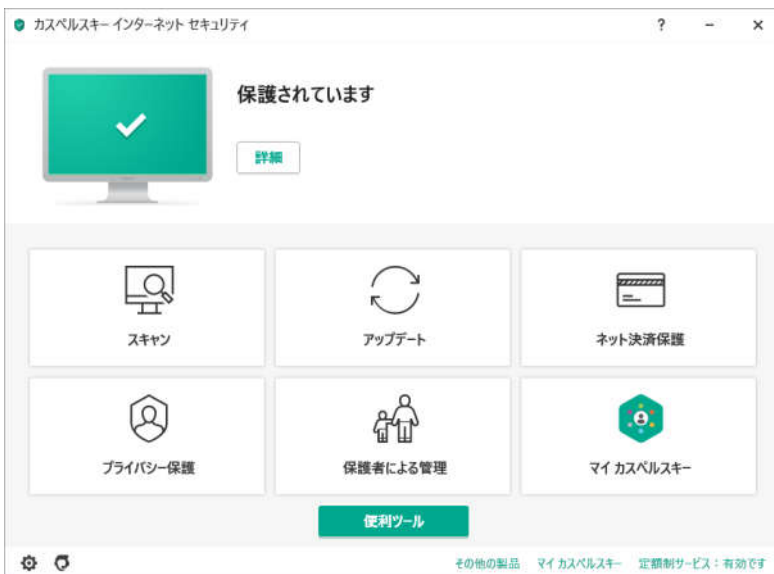 カスペルスキー インターネット セキュリティ
?
保護されています
詳細
スキャン
アップデート
ネット決済保護
プライバシー保護
保護者による管理
マイ カスペルスキー
便利ツール
その他の製品 マイ カスペルスキー 定額制サービス：有効です